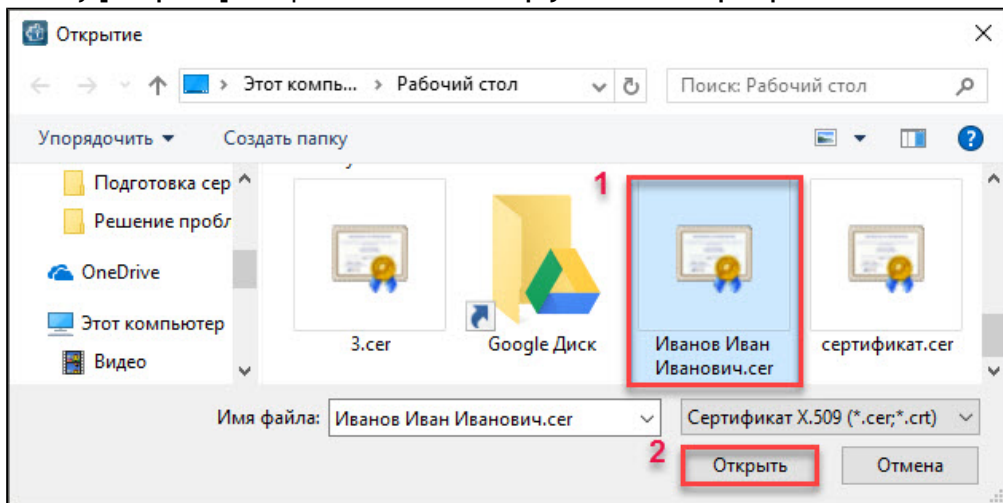 Открытие
Этот компь... › Рабочий стол
Поиск: Рабочий стол
Упорядочить
Создать папку
Подготовка сер
Решение пробл
OneDrive
Этот компьютер
Видео
1
3.cer
Google Диск
Иванов Иван
Иванович.cer
сертификат.cer
Имя файла:
Иванов Иван Иванович.cer
Сертификат X.509 (*.cer;*.crt)
2
Открыть
Отмена